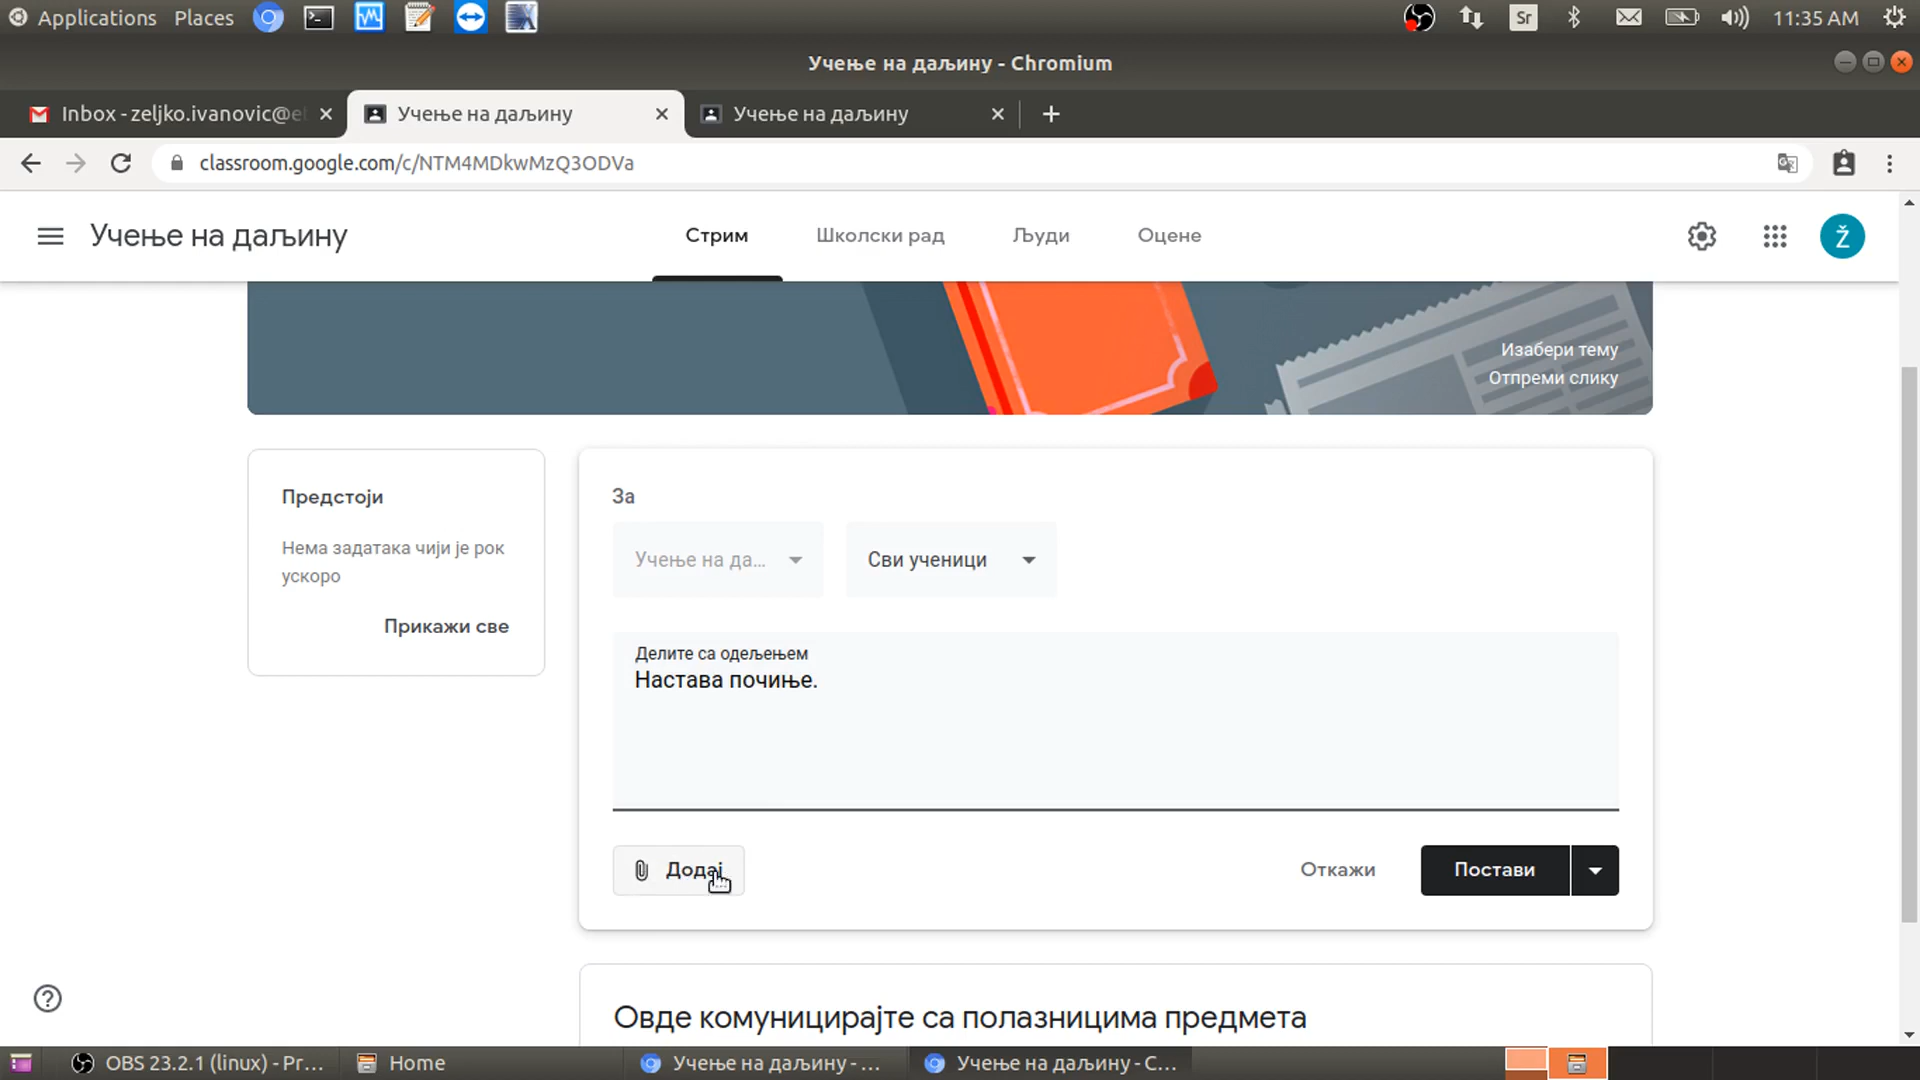 Applications Places
Sr
11:35 AM
Учење на даљину - Chromium
Inbox - zeljko.ivanovic@e
Учење на даљину
Учење на даљину
classroom.google.com/c/NTM4MDkwMzQ3ODVa
Учење на даљину
Стрим
Школски рад
Људи
Оцене
Ž
Изабери тему
Отпреми слику
Предстоји
Нема задатака чији је рок
ускоро
Прикажи све
За
Учење на да...
Сви ученици
Делите са одељењем
Настава почиње.
Додај
Откажи
Постави
Овде комуницирајте са полазницима предмета
OBS 23.2.1 (linux) - Pr...
Home
Учење на даљину - ...
Учење на даљину - C...